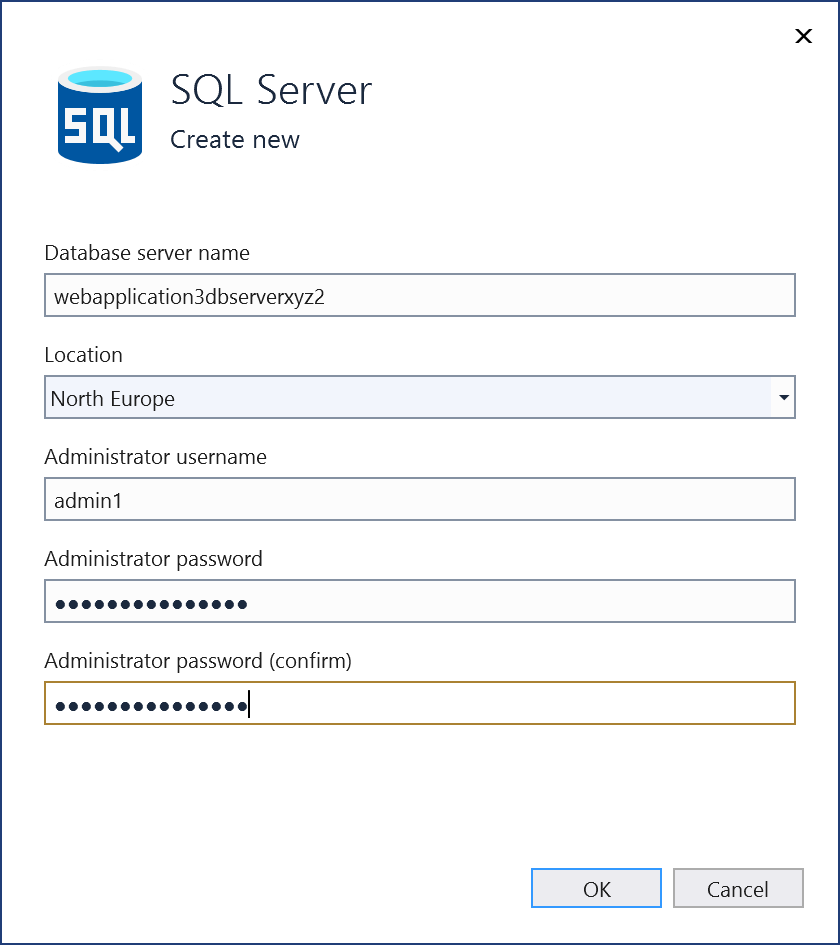 SQL
SQL Server
Create new
Database server name
webapplication3dbserverxyz2
Location
North Europe
Administrator username
admin1
Administrator password
●●●●●●●●●●●●●●●
Administrator password (confirm)
●●●●●●●●●●●●●●●
OK Cancel